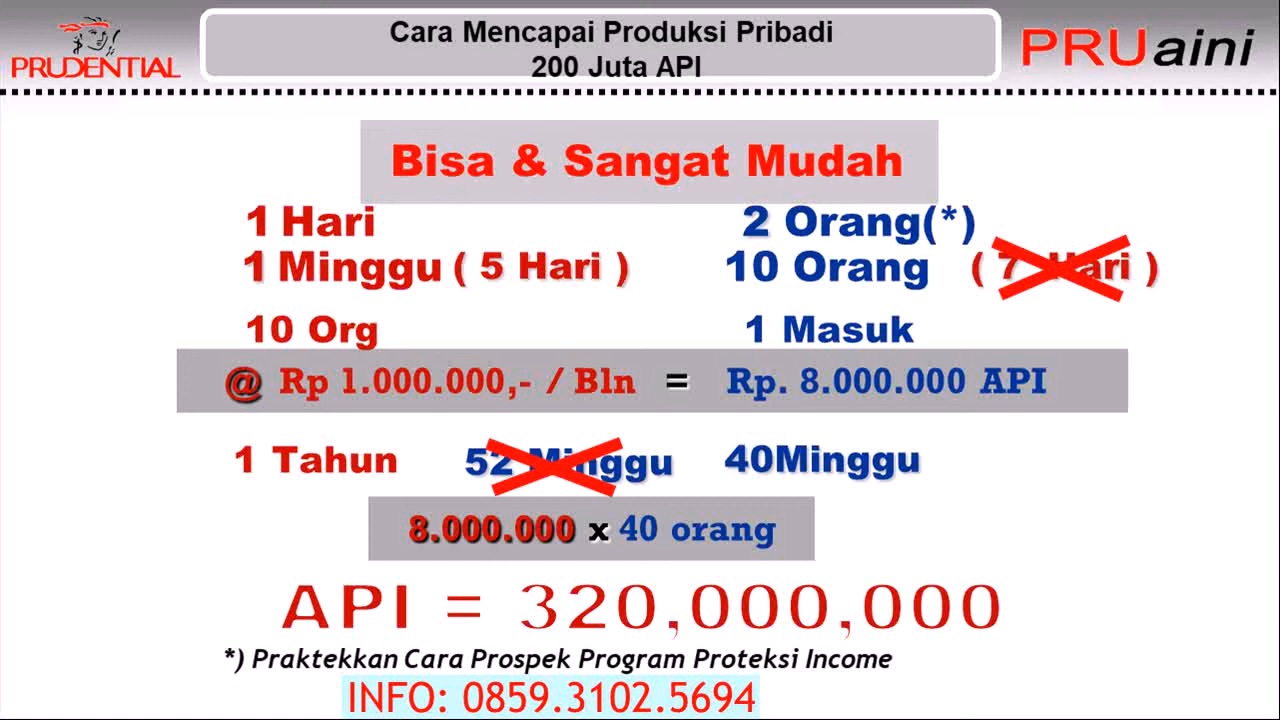 PRUDENTIAL
Cara Mencapai Produksi Pribadi
200 Juta API
PRUaini
Bisa & Sangat Mudah
1 Hari 2 Orang(*)
1 Minggu ( 5 Hari ) 10 Orang ( 7 Hari )
10 Org 1 Masuk
@ Rp 1.000.000,- / Bln = Rp. 8.000.000 API
1 Tahun 52 Minggu 40Minggu
8.000.000 x 40 orang
API = 320,000,000
*) Praktekkan Cara Prospek Program Proteksi Income
INFO: 0859.3102.5694